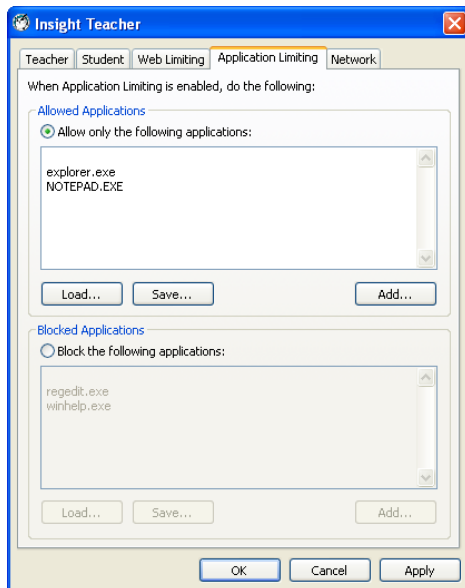 Insight Teacher
Teacher Student Web Limiting Application Limiting Network
When Application Limiting is enabled, do the following:
Allowed Applications
Allow only the following applications:
explorer.exe
NOTEPAD.EXE
Load... Save... Add...
Blocked Applications
Block the following applications:
regedit.exe
winhelp.exe
Load... Save... Add...
OK Cancel Apply